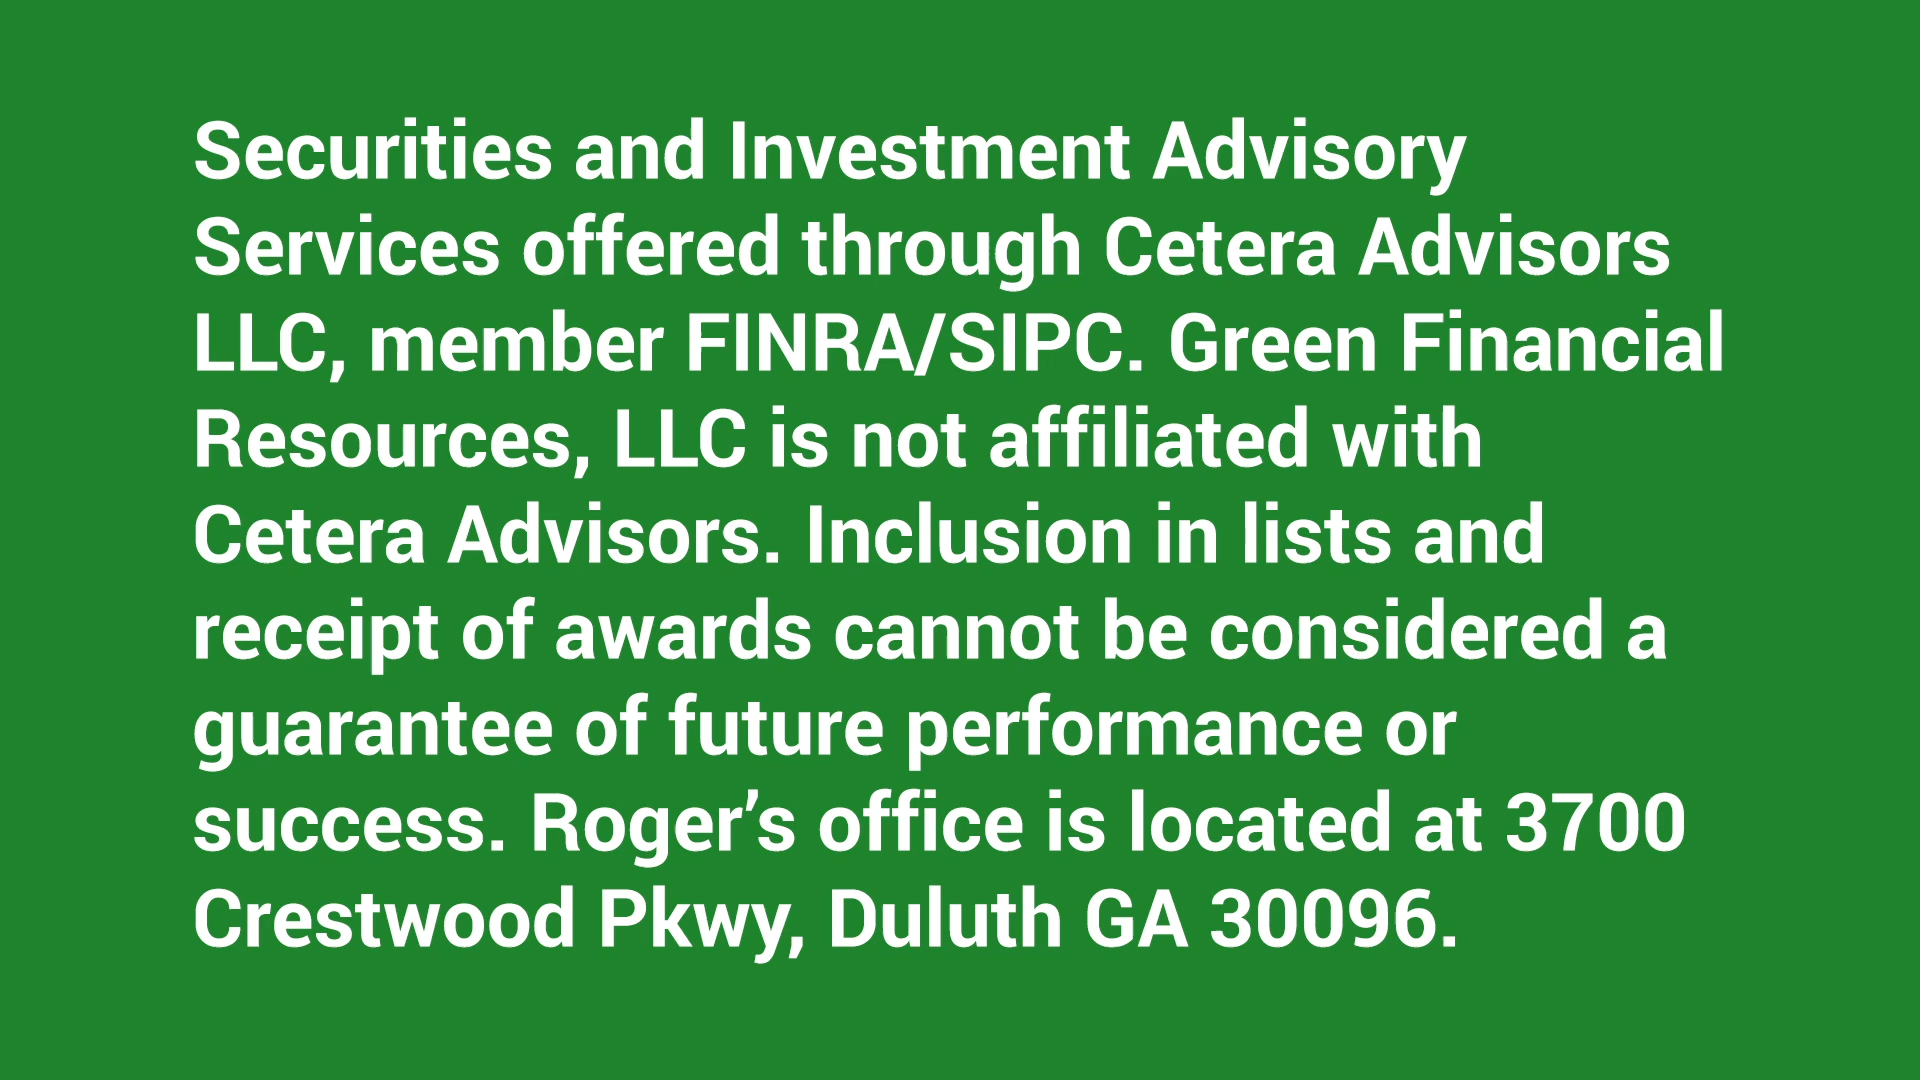 Securities and Investment Advisory
Services offered through Cetera Advisors
LLC, member FINRA/SIPC. Green Financial
Resources, LLC is not affiliated with
Cetera Advisors. Inclusion in lists and
receipt of awards cannot be considered a
guarantee of future performance or
success. Roger’s office is located at 3700
Crestwood Pkwy, Duluth GA 30096.